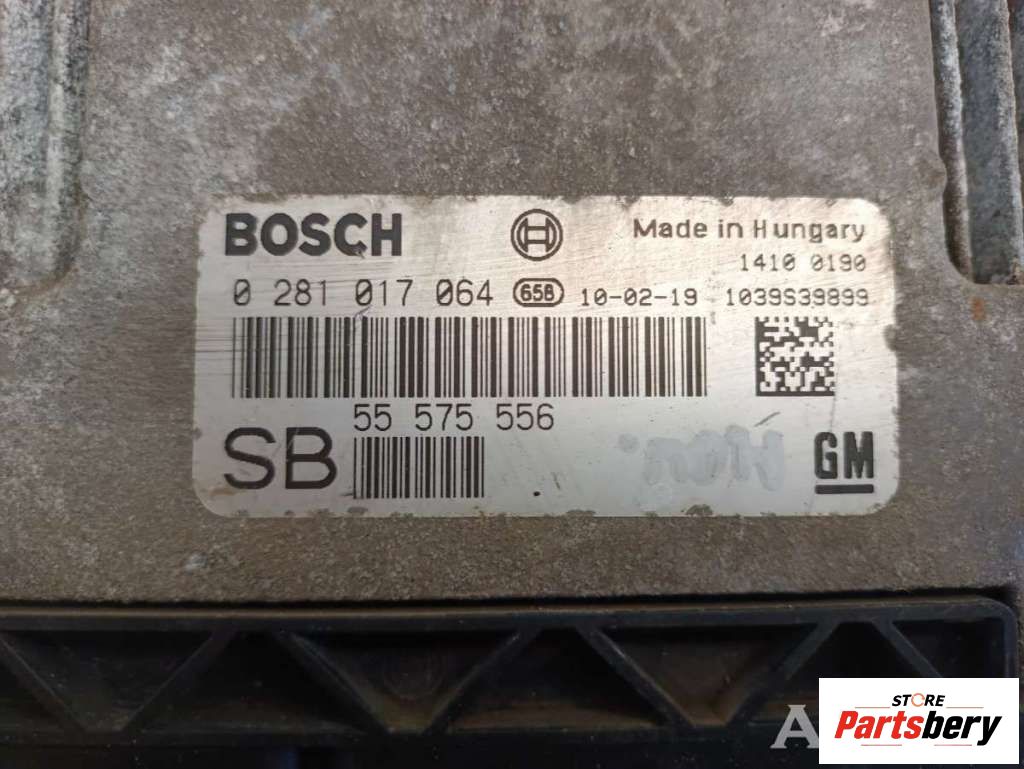 BOSCH Made in Hungary
1410 0190
0 281 017 064 65B 10-02-19 1039S39899
55 575 556
SB GM
A
STORE
Partsbery